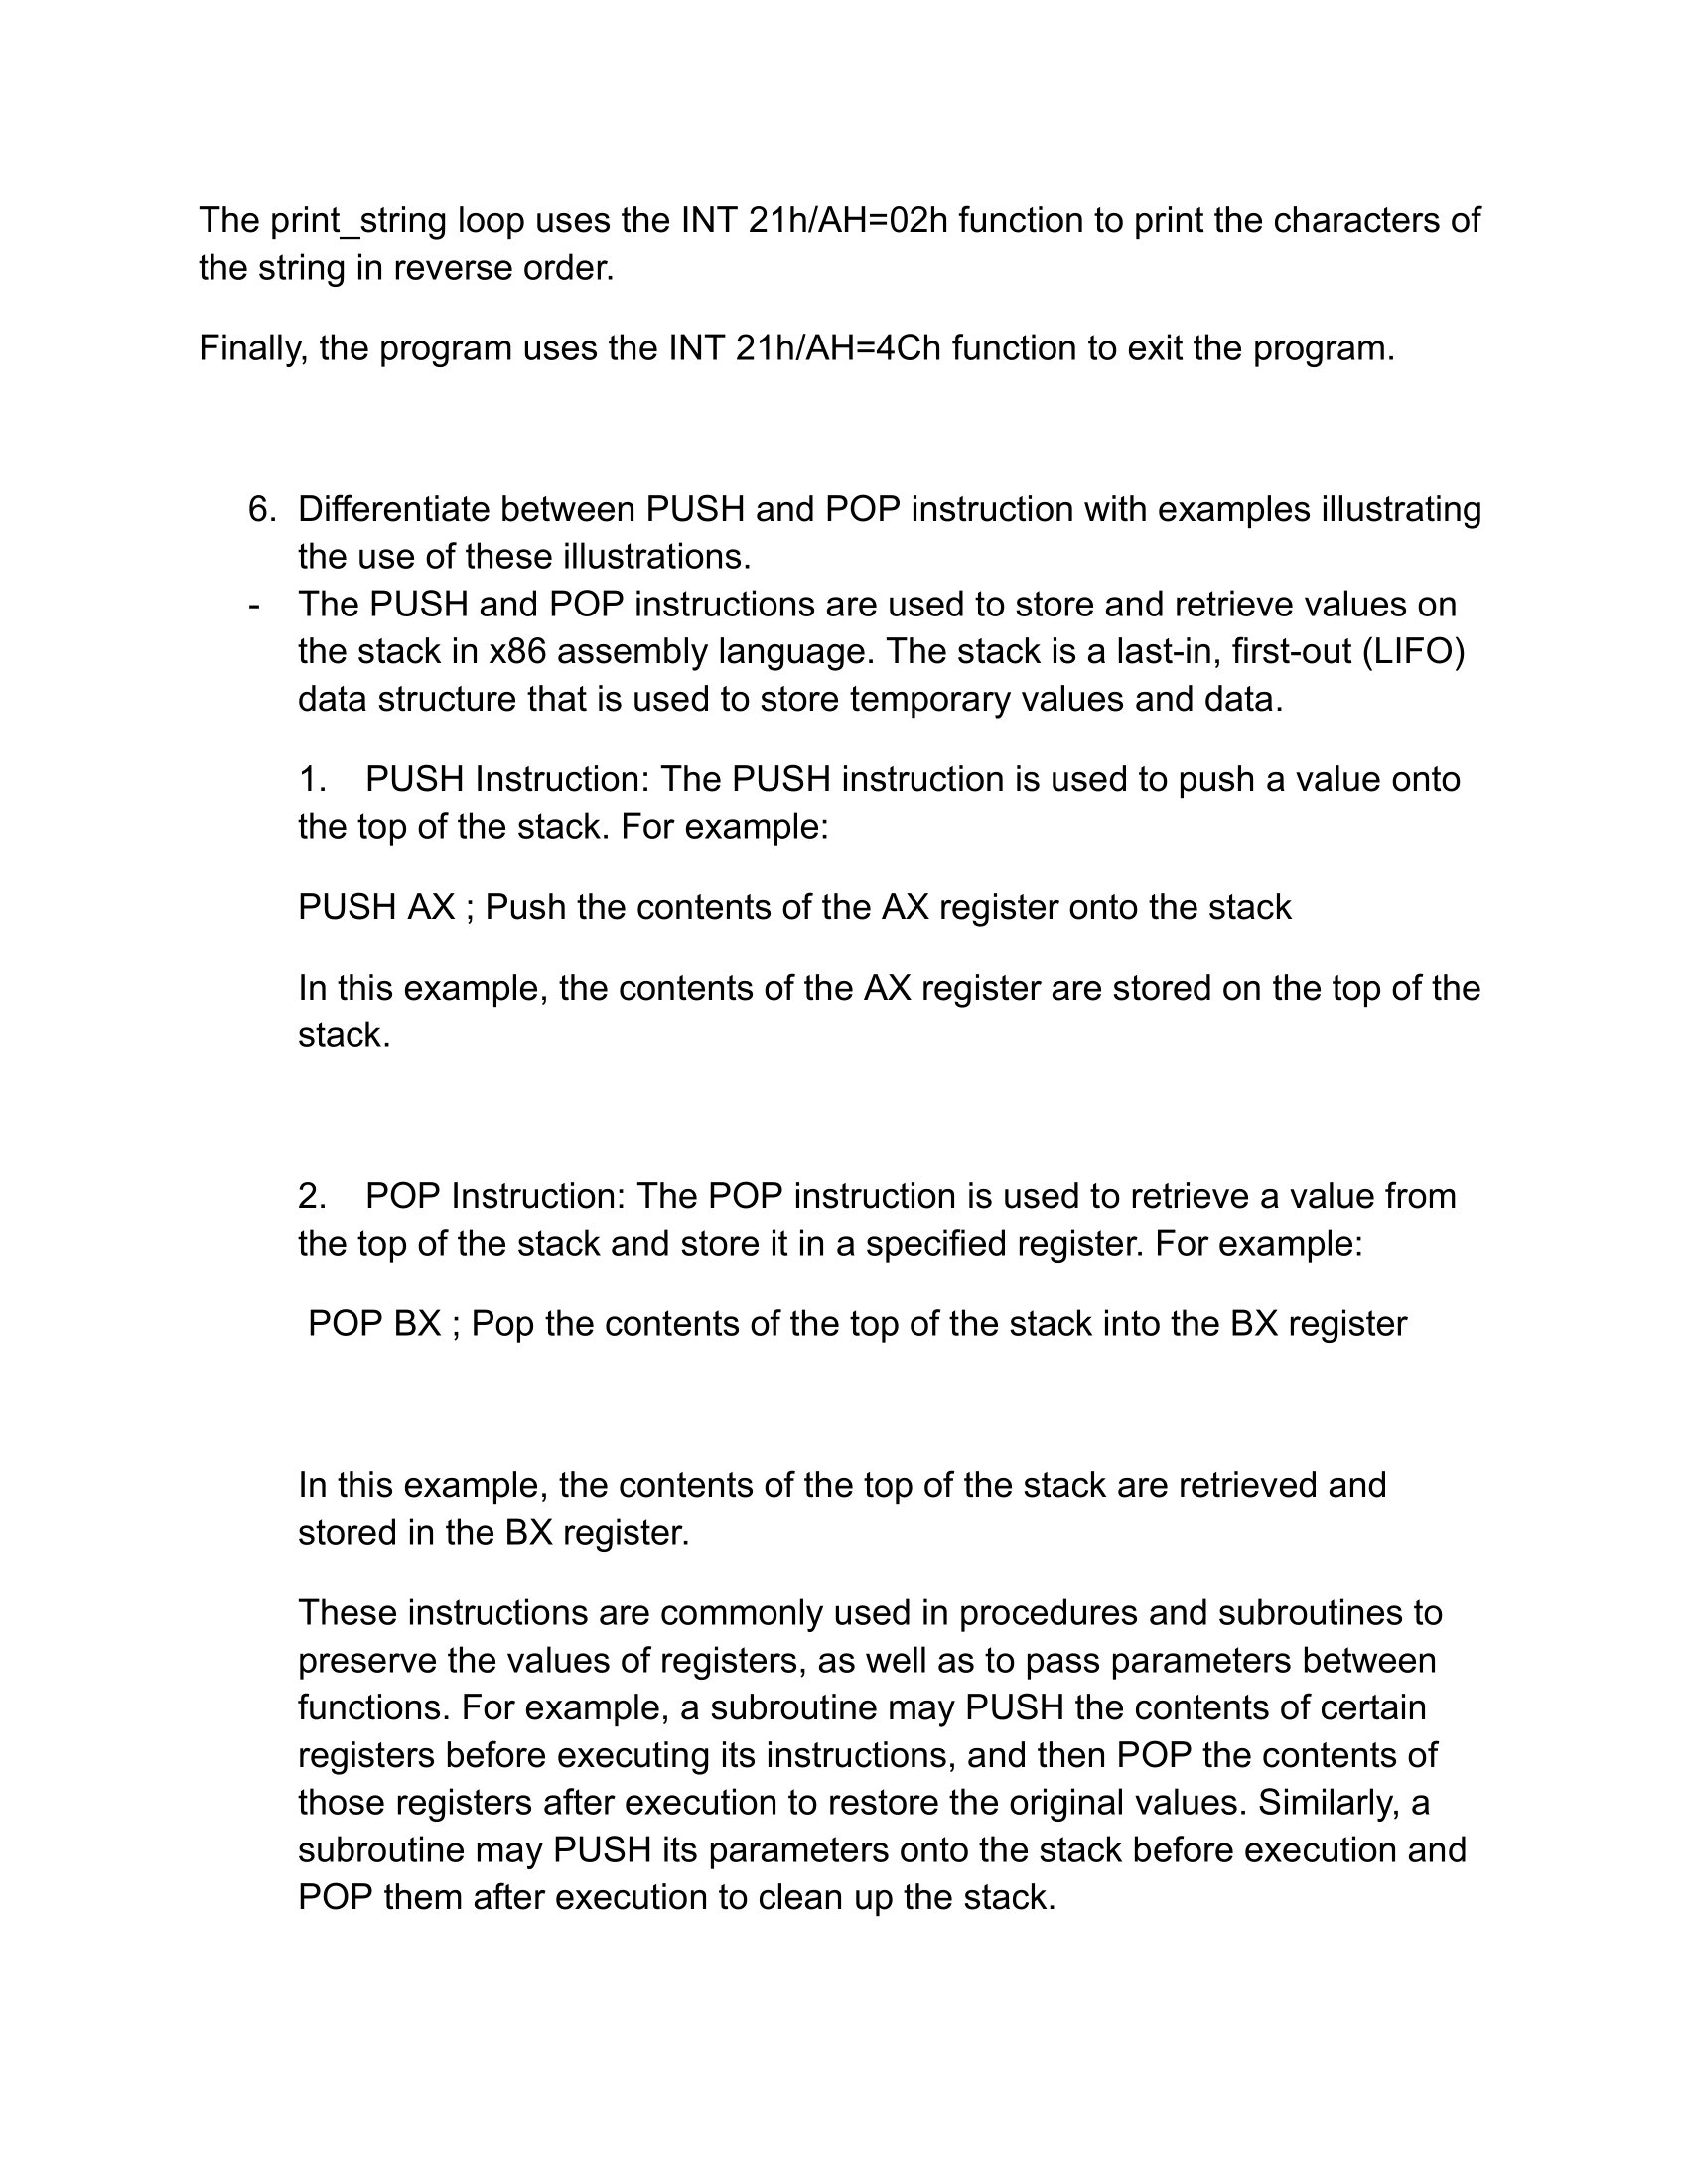 The print_string loop uses the INT 21h/AH=02h function to print the characters of
the string in reverse order.
Finally, the program uses the INT 21h/AH=4Ch function to exit the program.
6. Differentiate between PUSH and POP instruction with examples illustrating
the use of these illustrations.
- The PUSH and POP instructions are used to store and retrieve values on
the stack in x86 assembly language. The stack is a last-in, first-out (LIFO)
data structure that is used to store temporary values and data.
1. PUSH Instruction: The PUSH instruction is used to push a value onto
the top of the stack. For example:
PUSH AX ; Push the contents of the AX register onto the stack
In this example, the contents of the AX register are stored on the top of the
stack.
2. POP Instruction: The POP instruction is used to retrieve a value from
the top of the stack and store it in a specified register. For example:
POP BX ; Pop the contents of the top of the stack into the BX register
In this example, the contents of the top of the stack are retrieved and
stored in the BX register.
These instructions are commonly used in procedures and subroutines to
preserve the values of registers, as well as to pass parameters between
functions. For example, a subroutine may PUSH the contents of certain
registers before executing its instructions, and then POP the contents of
those registers after execution to restore the original values. Similarly, a
subroutine may PUSH its parameters onto the stack before execution and
POP them after execution to clean up the stack.